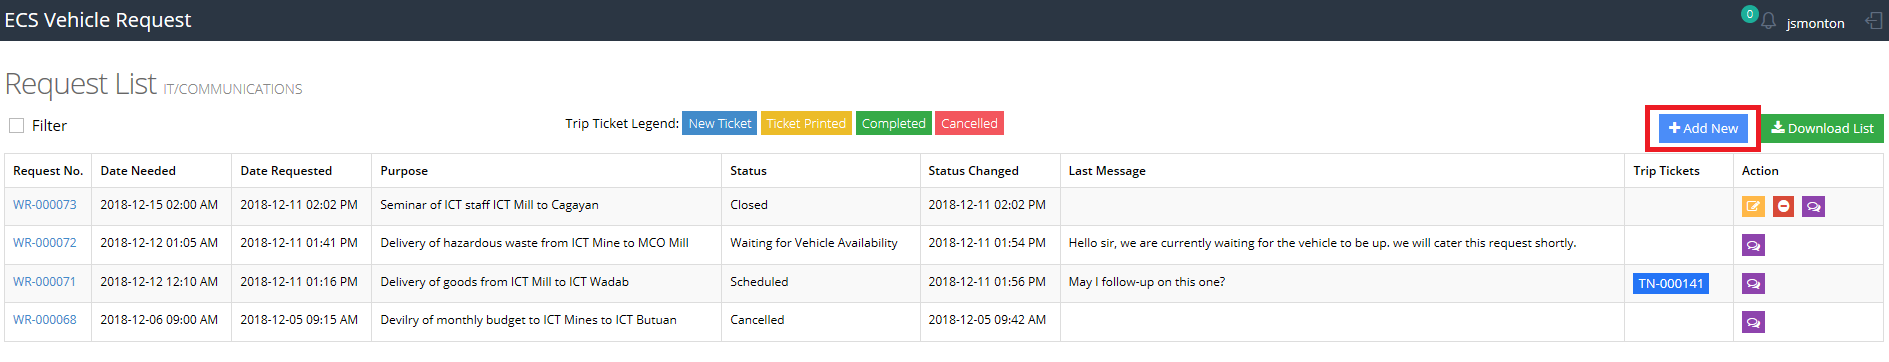 ECS Vehicle Request
0
jsmonton
Request List IT/COMMUNICATIONS
Filter
Trip Ticket Legend: New Ticket Ticket Printed Completed Cancelled
Add New
Download List
Request No. Date Needed Date Requested Purpose Status Status Changed Last Message Trip Tickets Action
WR-000073 2018-12-15 02:00 AM 2018-12-11 02:02 PM Seminar of ICT staff ICT Mill to Cagayan Closed 2018-12-11 02:02 PM
WR-000072 2018-12-12 01:05 AM 2018-12-11 01:41 PM Delivery of hazardous waste from ICT Mine to MCO Mill Waiting for Vehicle Availability 2018-12-11 01:54 PM Hello sir, we are currently waiting for the vehicle to be up. we will cater this request shortly.
WR-000071 2018-12-12 12:10 AM 2018-12-11 01:16 PM Delivery of goods from ICT Mill to ICT Wadab Scheduled 2018-12-11 01:56 PM May I follow-up on this one? TN-000141
WR-000068 2018-12-06 09:00 AM 2018-12-05 09:15 AM Devilry of monthly budget to ICT Mines to ICT Butuan Cancelled 2018-12-05 09:42 AM